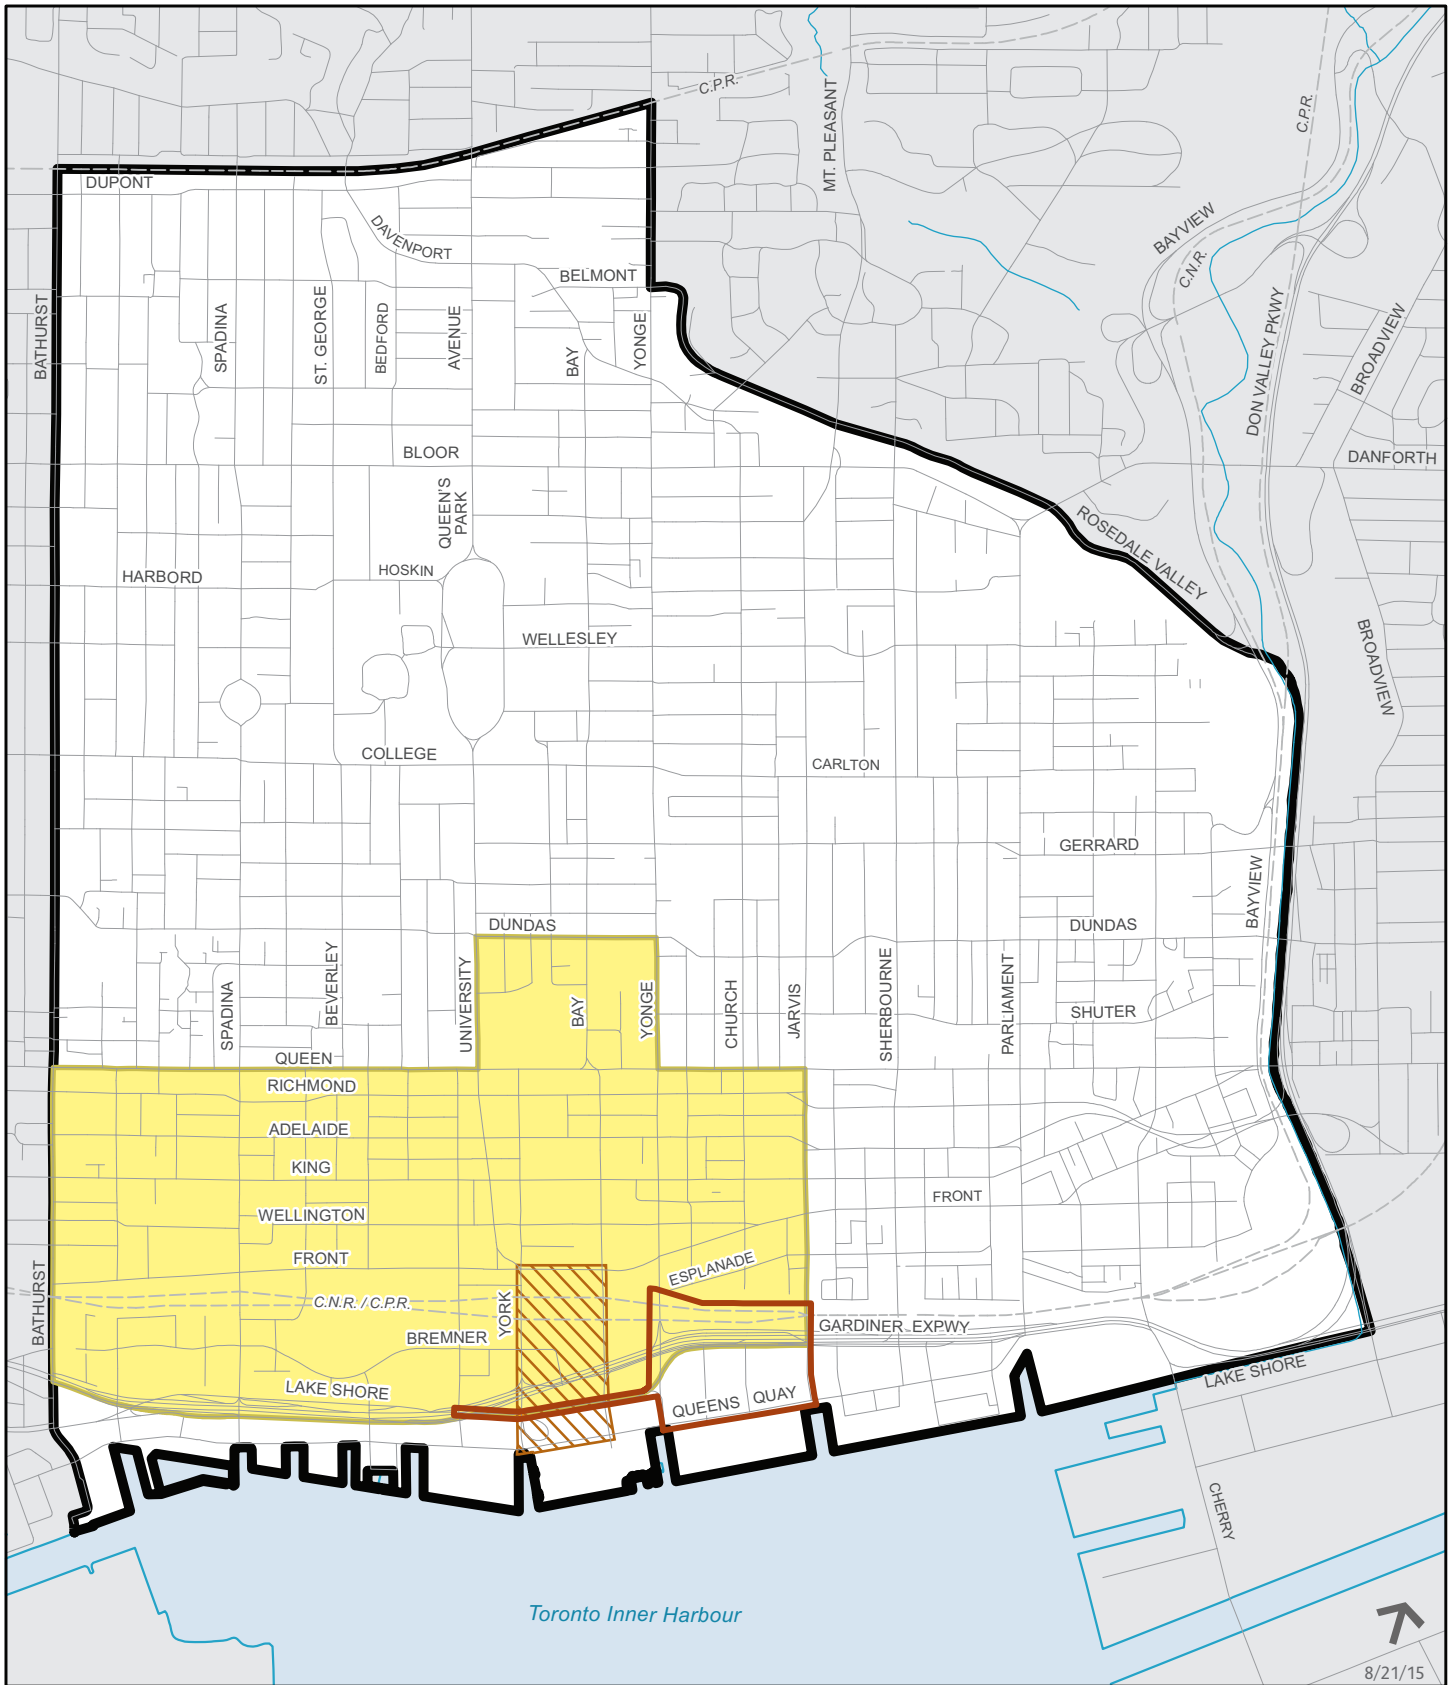 C.P.R.
MT. PLEASANT
C.P.R.
DUPONT
DAVENPORT
BAYVIEW
C.N.R.
BELMONT
BATHURST
SPADINA
ST. GEORGE
BEDFORD
AVENUE
BAY
YONGE
DON VALLEY PKWY
BROADVIEW
BLOOR
DANFORTH
QUEEN'S
PARK
ROSEDALE VALLEY
HARBORD
HOSKIN
WELLESLEY
BROADVIEW
COLLEGE
CARLTON
GERRARD
BAYVIEW
DUNDAS
DUNDAS
SPADINA
BEVERLEY
UNIVERSITY
BAY
YONGE
CHURCH
JARVIS
SHERBOURNE
PARLIAMENT
SHUTER
QUEEN
RICHMOND
ADELAIDE
KING
FRONT
WELLINGTON
FRONT
ESPLANADE
BATHURST
C.N.R. / C.P.R.
YORK
BREMNER
GARDINER EXPWY
LAKE SHORE
QUEENS QUAY
LAKE SHORE
CHERRY
Toronto Inner Harbour
8/21/15